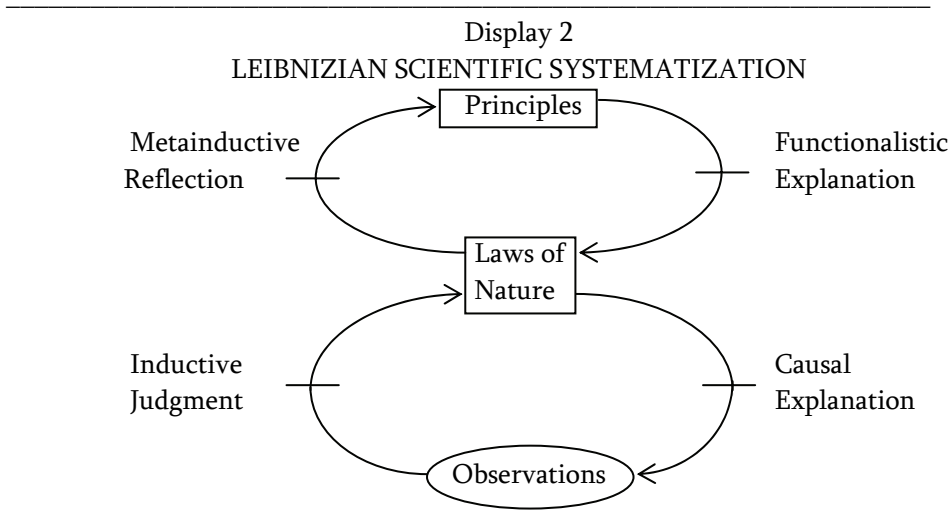 Display 2
LEIBNIZIAN SCIENTIFIC SYSTEMATIZATION
Principles
Metainductive
Reflection
Functionalistic
Explanation
Laws of
Nature
Inductive
Judgment
Causal
Explanation
Observations